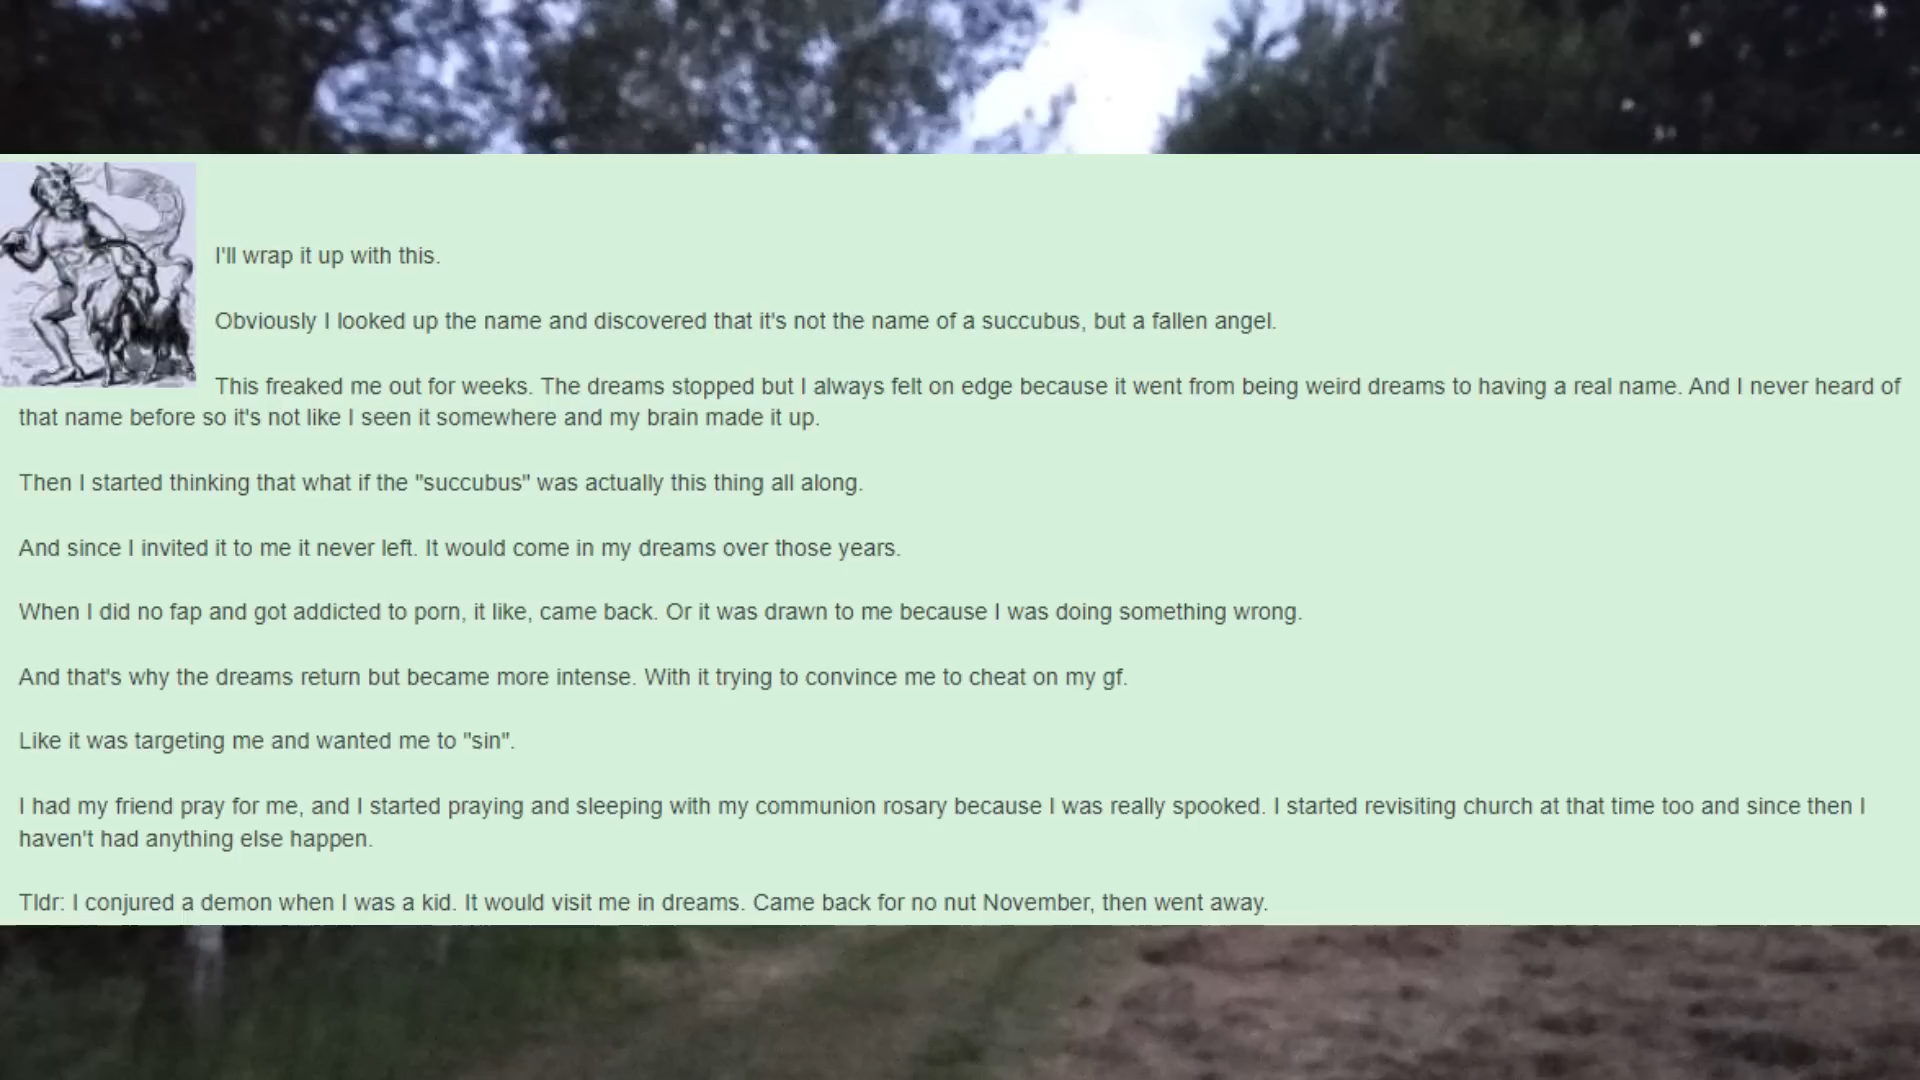 I'll wrap it up with this.
Obviously I looked up the name and discovered that it's not the name of a succubus, but a fallen angel.
This freaked me out for weeks. The dreams stopped but I always felt on edge because it went from being weird dreams to having a real name. And I never heard of
that name before so it's not like I seen it somewhere and my brain made it up.
Then I started thinking that what if the "succubus" was actually this thing all along.
And since I invited it to me it never left. It would come in my dreams over those years.
When I did no fap and got addicted to porn, it like, came back. Or it was drawn to me because I was doing something wrong.
And that's why the dreams return but became more intense. With it trying to convince me to cheat on my gf.
Like it was targeting me and wanted me to "sin".
I had my friend pray for me, and I started praying and sleeping with my communion rosary because I was really spooked. I started revisiting church at that time too and since then I
haven't had anything else happen.
Tldr: I conjured a demon when I was a kid. It would visit me in dreams. Came back for no nut November, then went away.